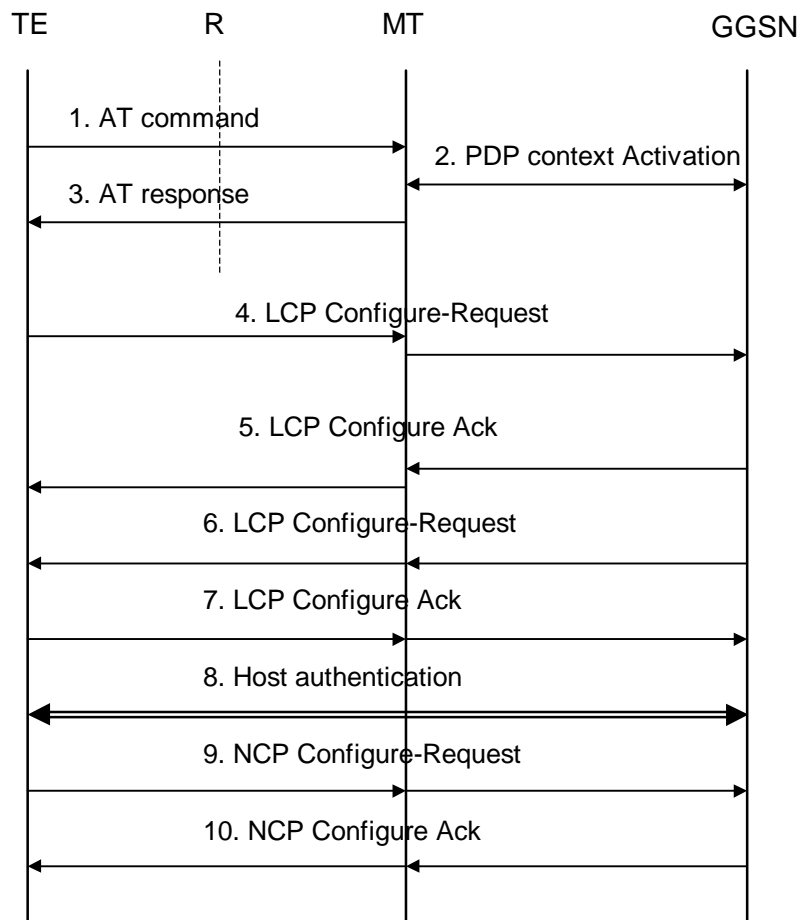 TE R MT GGSN
1. AT command
2. PDP context Activation
3. AT response
4. LCP Configure-Request
5. LCP Configure Ack
6. LCP Configure-Request
7. LCP Configure Ack
8. Host authentication
9. NCP Configure-Request
10. NCP Configure Ack